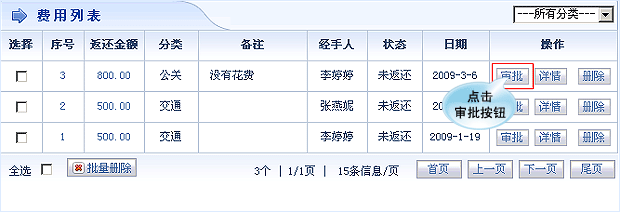 费用列表 ---所有分类---
选择 序号 返还金额 分类 备注 经手人 状态 日期 操作
3 800.00 公关 没有花费 李婷婷 未返还 2009-3-6 审批 详情 删除
2 500.00 交通 张燕妮 未返还 审批 详情 删除
点击
审批按钮
1 500.00 交通 李婷婷 未返还 2009-1-19 审批 详情 删除
全选 批量删除 3个 | 1/1页 | 15条信息/页 首页 上一页 下一页 尾页